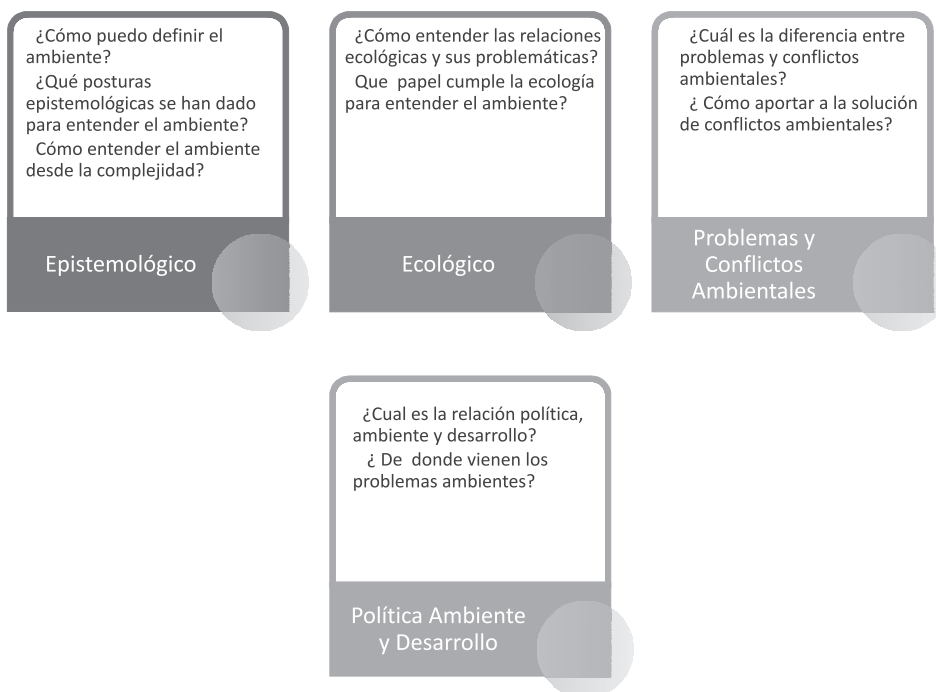 ¿Cómo puedo definir el
ambiente?
¿Qué posturas
epistemológicas se han dado
para entender el ambiente?
Cómo entender el ambiente
desde la complejidad?
Epistemológico
¿Cómo entender las relaciones
ecológicas y sus problemáticas?
Que papel cumple la ecología
para entender el ambiente?
Ecológico
¿Cuál es la diferencia entre
problemas y conflictos
ambientales?
¿ Cómo aportar a la solución
de conflictos ambientales?
Problemas y
Conflictos
Ambientales
¿Cual es la relación política,
ambiente y desarrollo?
¿ De donde vienen los
problemas ambientes?
Política Ambiente
y Desarrollo